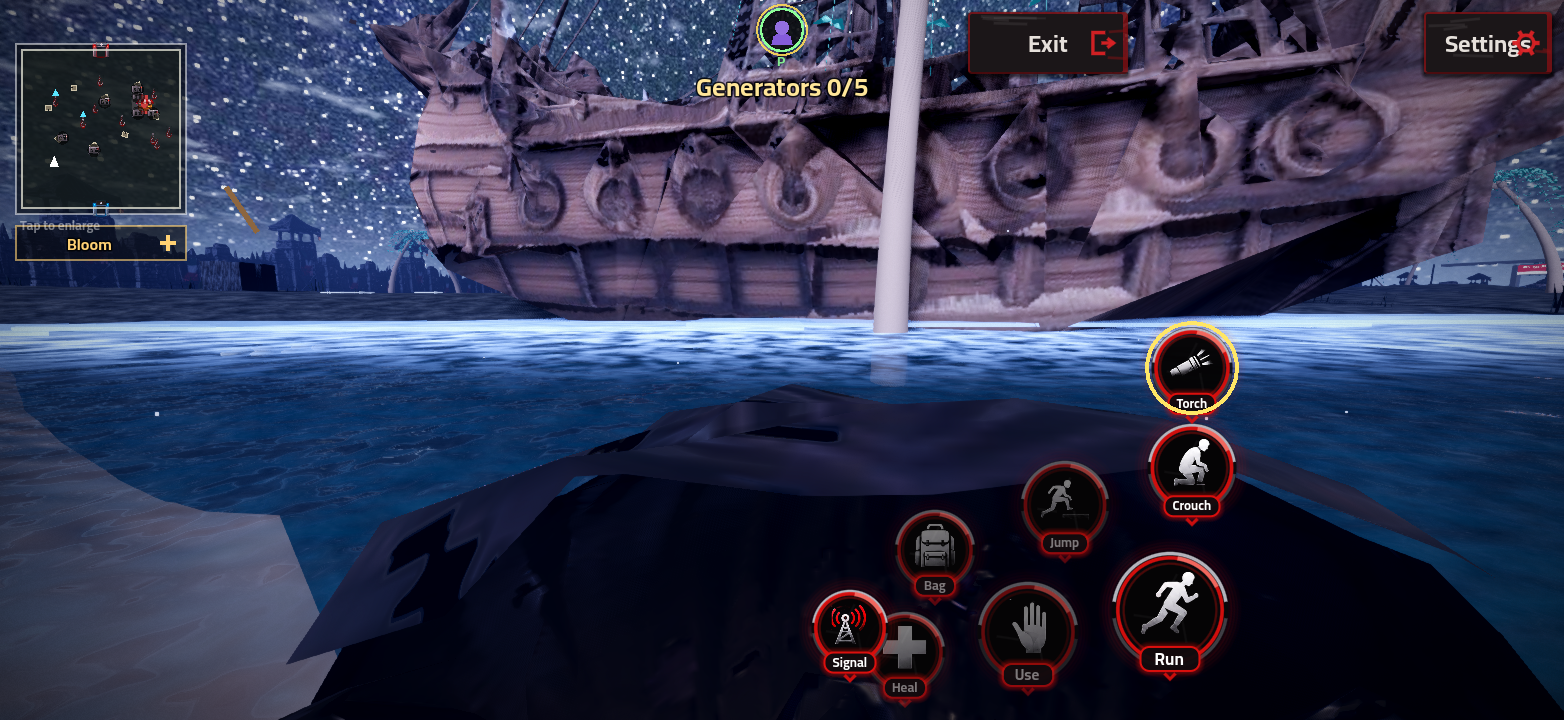 P
Generators 0/5
Exit
Settings
Tap to enlarge
Bloom
Torch
Crouch
Jump
Bag
Signal
Heal
Use
Run